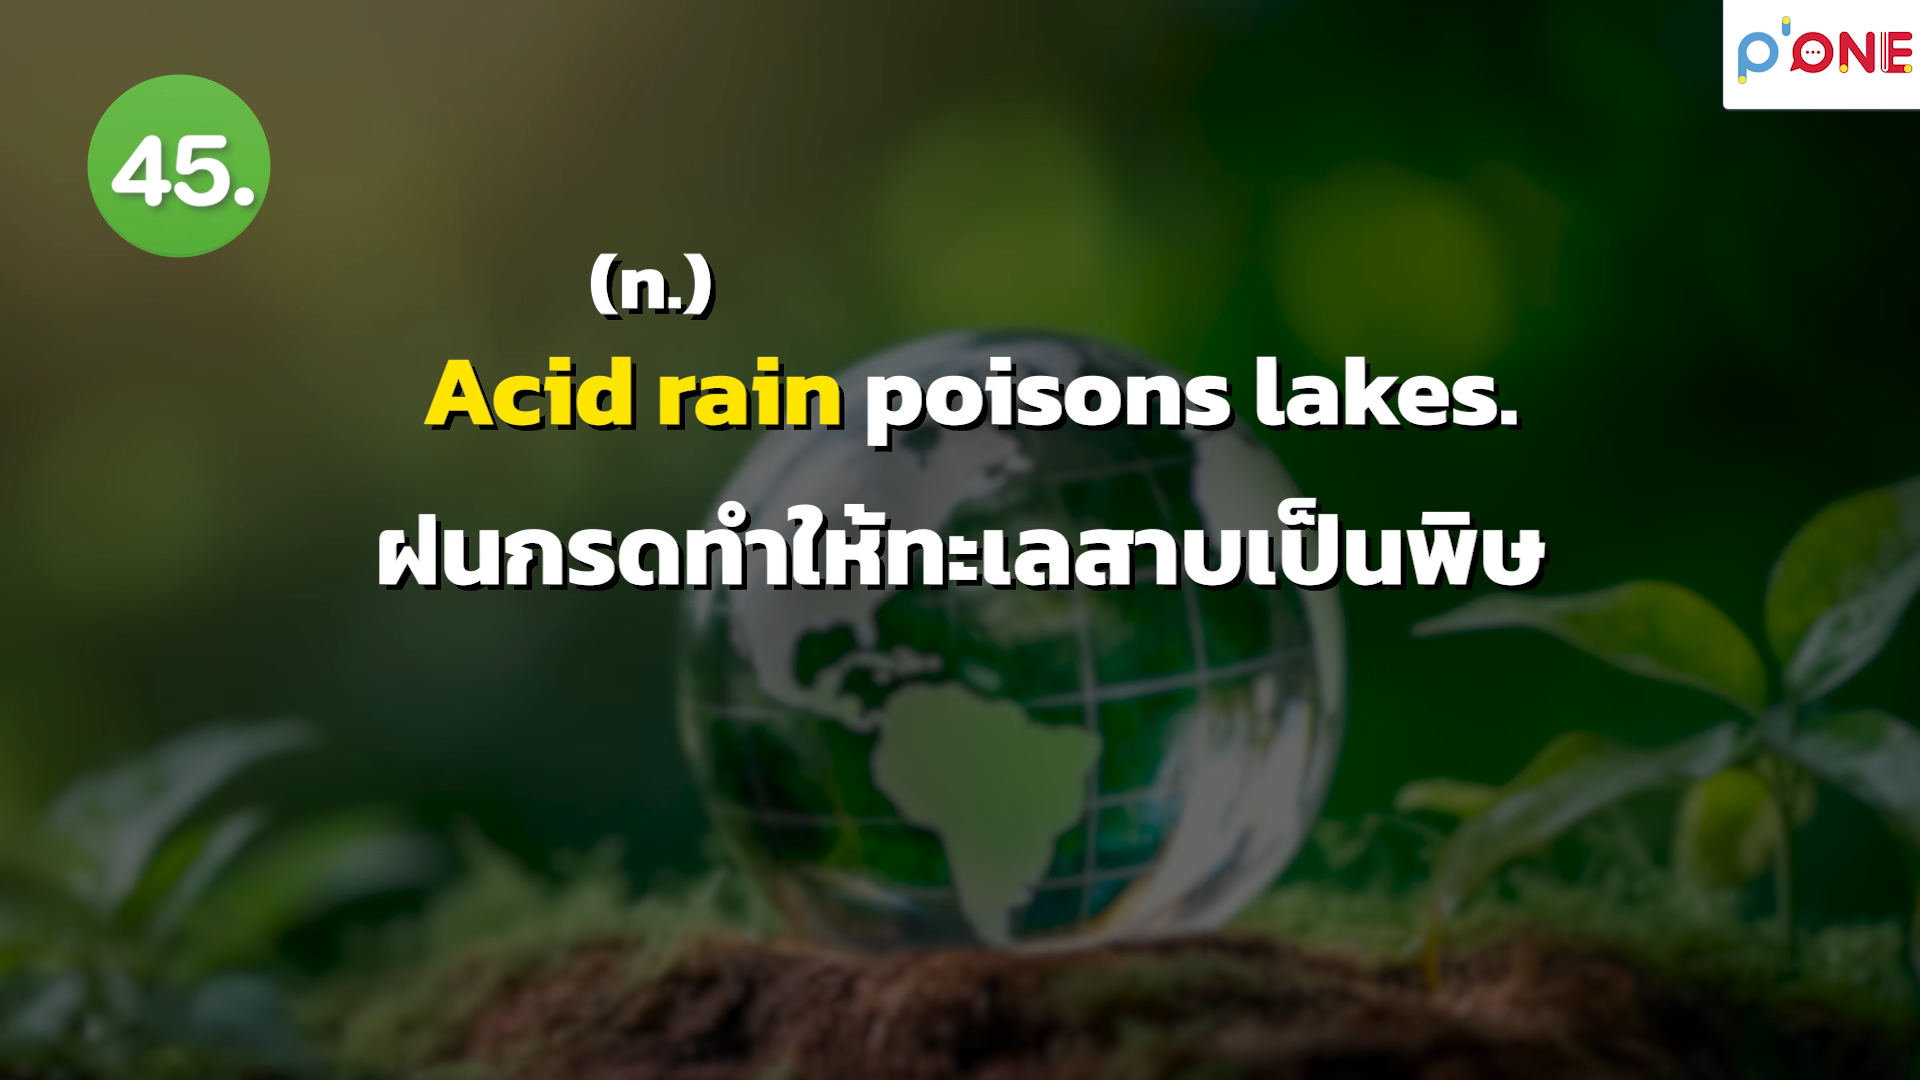 P'ONE
45.
(n.)
Acid rain poisons lakes.
ฝนกรดทำให้ทะเลสาบเป็นพิษ